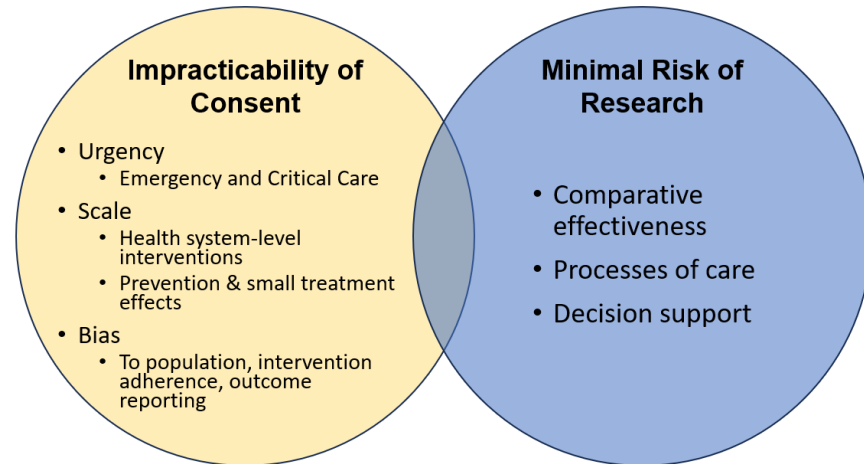 Impracticability of
Consent
• Urgency
• Emergency and Critical Care
• Scale
• Health system-level
interventions
• Prevention & small treatment
effects
• Bias
• To population, intervention
adherence, outcome
reporting
Minimal Risk of
Research
• Comparative
effectiveness
• Processes of care
• Decision support